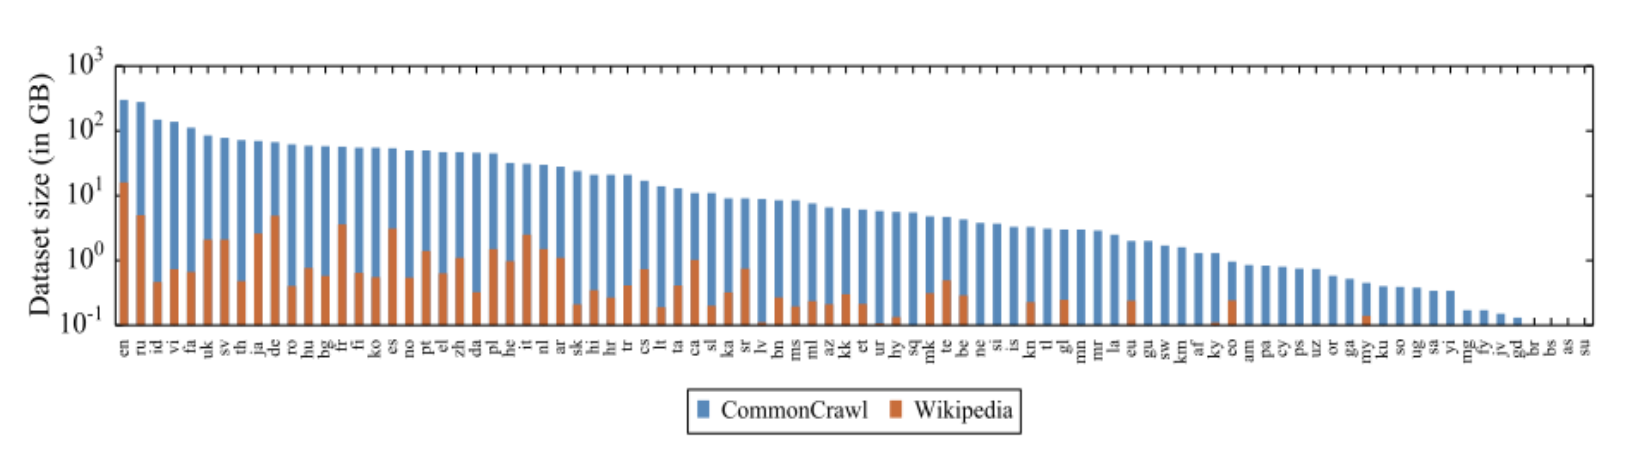 Dataset size (in GB)
10^3
10^2
10^1
10^0
10^-1
en ru id vi fa uk sv th ja de ro hu bg fr fi ko es no pt el zh da pl he it nl ar sk hi hr tr cs lt ta ca sl ka sr lv bn ms ml az kk et ur hy sq mk te be ne si is kn tl gl mn mr la eu gu sw km af ky eo am pa cy ps uz or ga my ku so ug sa yi mg fy jv gd br bs as su
CommonCrawl Wikipedia